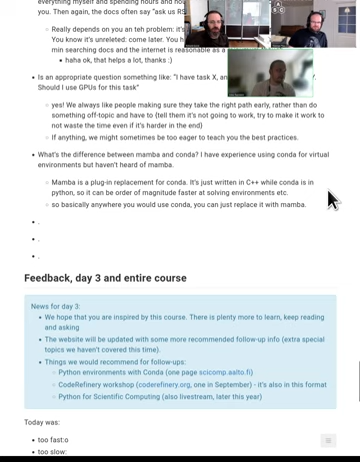 everything myself and spending hours and ho
you. Then again, the docs often say "ask us RS
Really depends on you an teh problem: it's
You know it's unreleted: come later. You h
min searching docs and the internet is reasonable as a
haha ok, that helps a lot, thanks :)
Is an appropriate question something like: "I have task X, an
Should I use GPUs for this task"
yes! We always like people making sure they take the right path early, rather than do
something off-topic and have to (tell them it's not going to work, try to make it work to
not waste the time even if it's harder in the end)
If anything, we might sometimes be too eager to teach you the best practices.
What's the difference between mamba and conda? I have experience using conda for virtual
environments but haven't heard of mamba.
Mamba is a plug-in replacement for conda. It's just written in C++ while conda is in
python, so it can be order of magnitude faster at solving environments etc.
so basically anywhere you would use conda, you can just replace it with mamba.
.
.
.
Feedback, day 3 and entire course
News for day 3:
We hope that you are inspired by this course. There is plenty more to learn, keep reading
and asking
The website will be updated with some more recommended follow-up info (extra special
topics we haven't covered this time).
Things we would recommend for follow-ups:
Python environments with Conda (one page scicomp.aalto.fi)
CodeRefinery workshop (coderefinery.org, one in September) - it's also in this format
Python for Scientific Computing (also livestream, later this year)
Today was:
too fast:o
too slow: